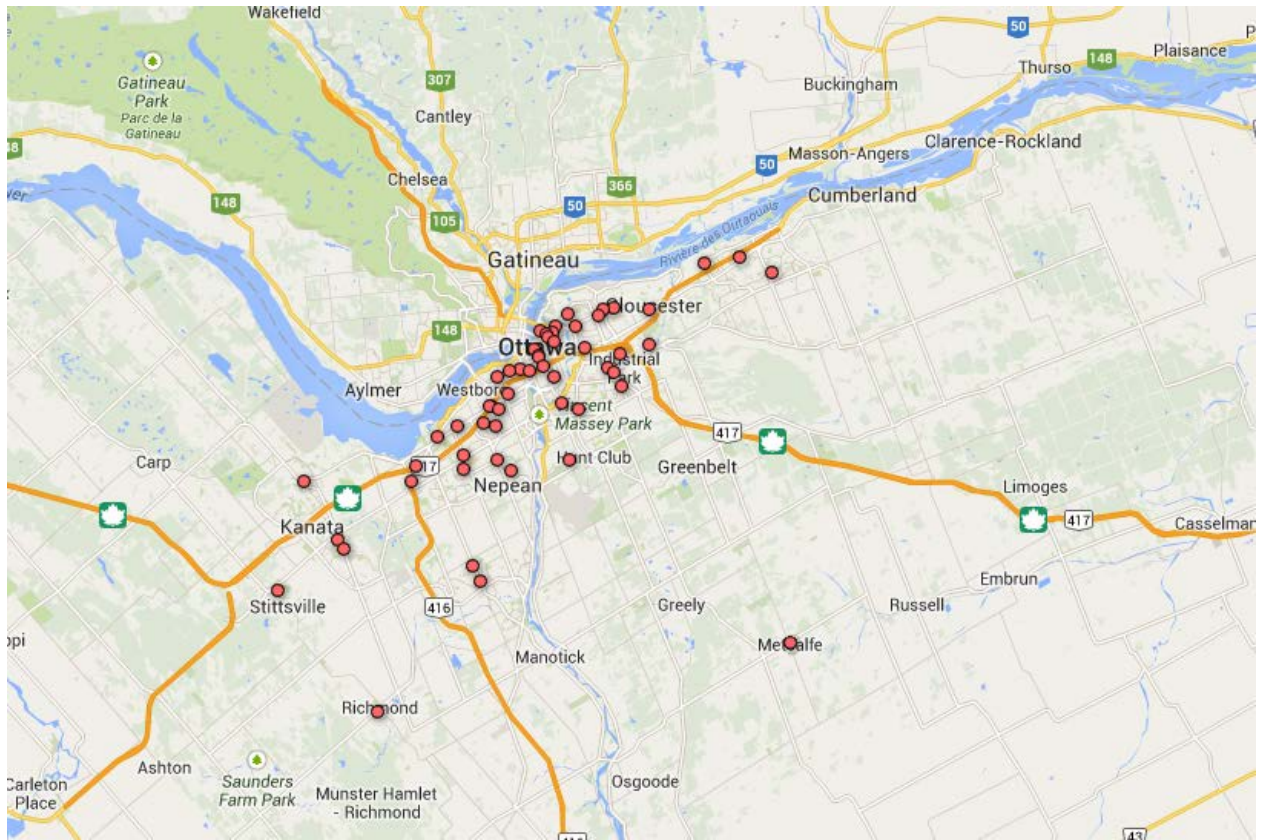 Wakefield
50
148
Plaisance
Thurso
Gatineau
Park
Parc de la
Gatineau
307
Buckingham
Cantley
Clarence-Rockland
48
Masson-Angers
50
Chelsea
366
Cumberland
148
50
105
Rivière des Outaouais
Gatineau
Gloucester
148
Ottawa
Industrial
Park
Aylmer
Westboro
Vincent
Massey Park
417
Carp
417
Hunt Club
Greenbelt
Nepean
Limoges
Kanata
417
Casselman
Embrun
416
Stittsville
Greely
Russell
Metcalfe
Manotick
Richmond
Ashton
Saunders
Farm Park
Osgoode
Carleton
Place
Munster Hamlet
- Richmond
43